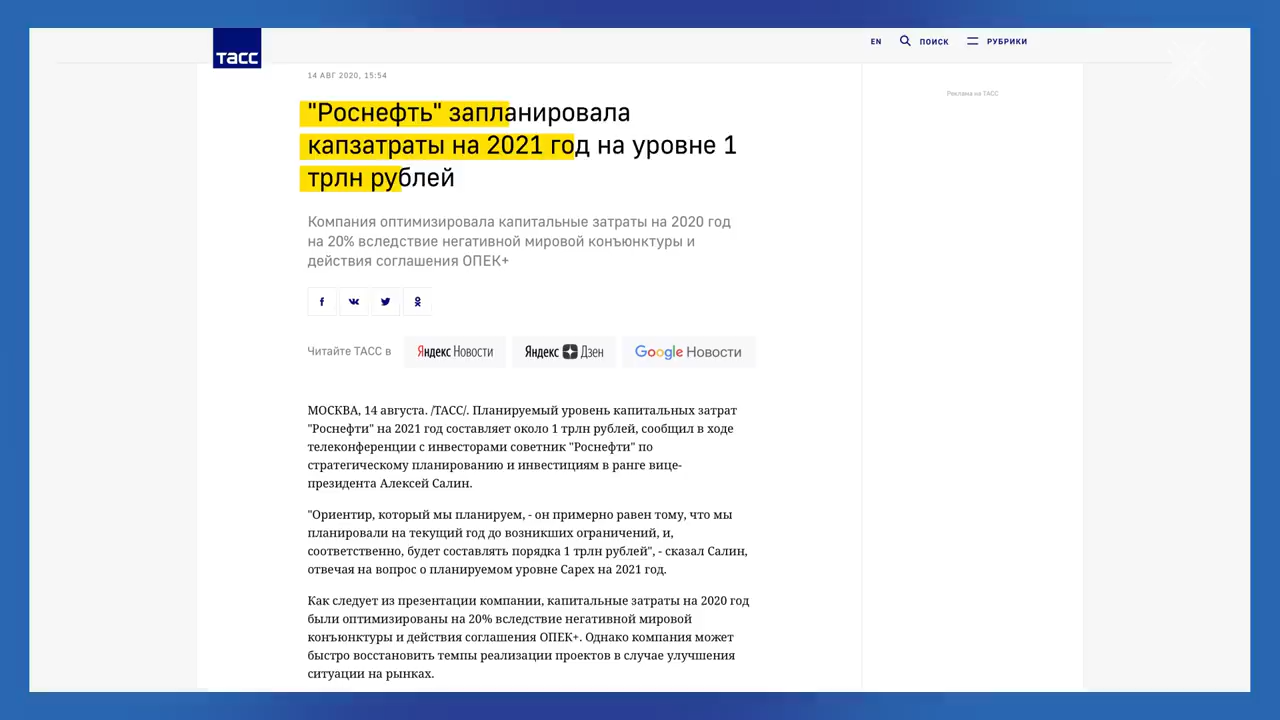 ТАСС
EN ПОИСК РУБРИКИ
14 АВГ 2020, 15:54
Реклама на ТАСС
"Роснефть" запланировала
капзатраты на 2021 год на уровне 1
трлн рублей
Компания оптимизировала капитальные затраты на 2020 год
на 20% вследствие негативной мировой конъюнктуры и
действия соглашения ОПЕК+
Читайте ТАСС в Яндекс Новости Яндекс Дзен Google Новости
МОСКВА, 14 августа. /ТАСС/. Планируемый уровень капитальных затрат
"Роснефти" на 2021 год составляет около 1 трлн рублей, сообщил в ходе
телеконференции с инвесторами советник "Роснефти" по
стратегическому планированию и инвестициям в ранге вице-
президента Алексей Салин.
"Ориентир, который мы планируем, - он примерно равен тому, что мы
планировали на текущий год до возникших ограничений, и,
соответственно, будет составлять порядка 1 трлн рублей", - сказал Салин,
отвечая на вопрос о планируемом уровне Capex на 2021 год.
Как следует из презентации компании, капитальные затраты на 2020 год
были оптимизированы на 20% вследствие негативной мировой
конъюнктуры и действия соглашения ОПЕК+. Однако компания может
быстро восстановить темпы реализации проектов в случае улучшения
ситуации на рынках.